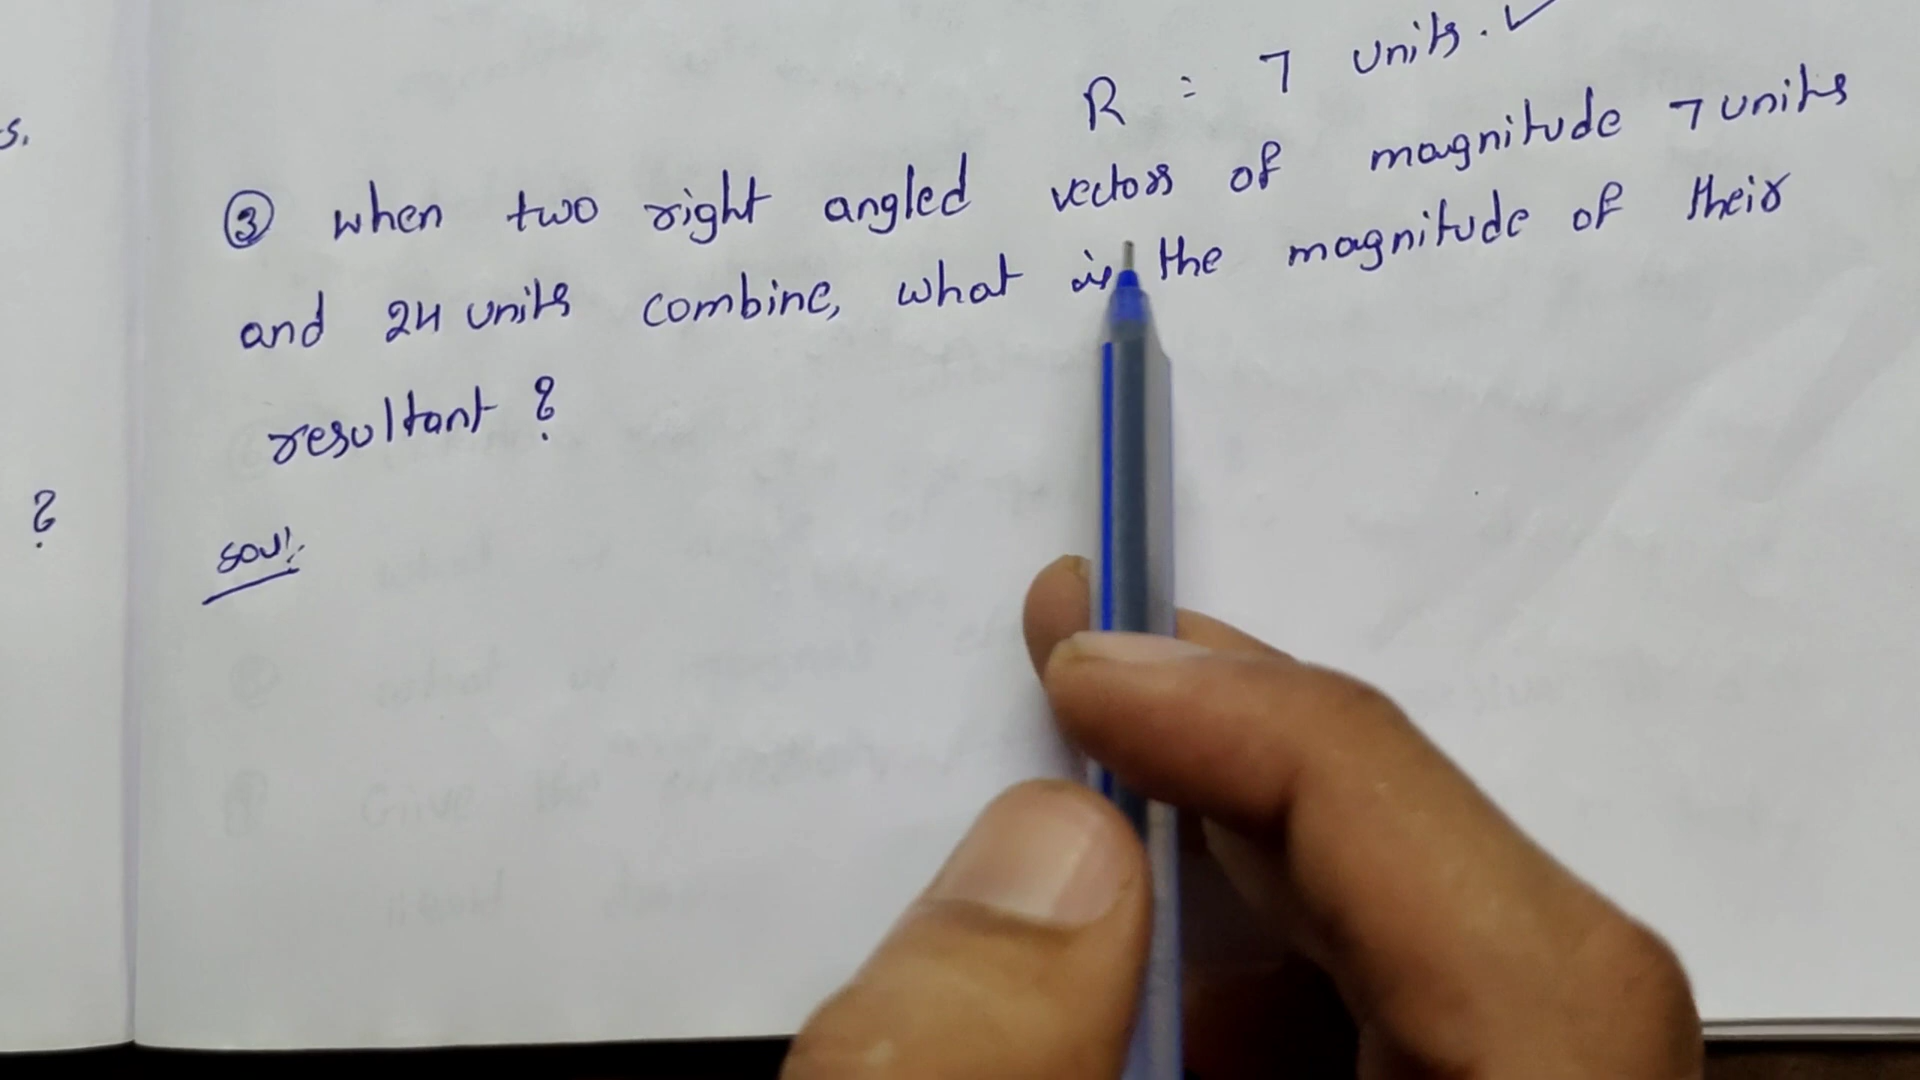 s.
R = 7 units.
③ when two right angled vectors of magnitude 7 units
and 24 units combine, what is the magnitude of their
resultant ?
?
sol: